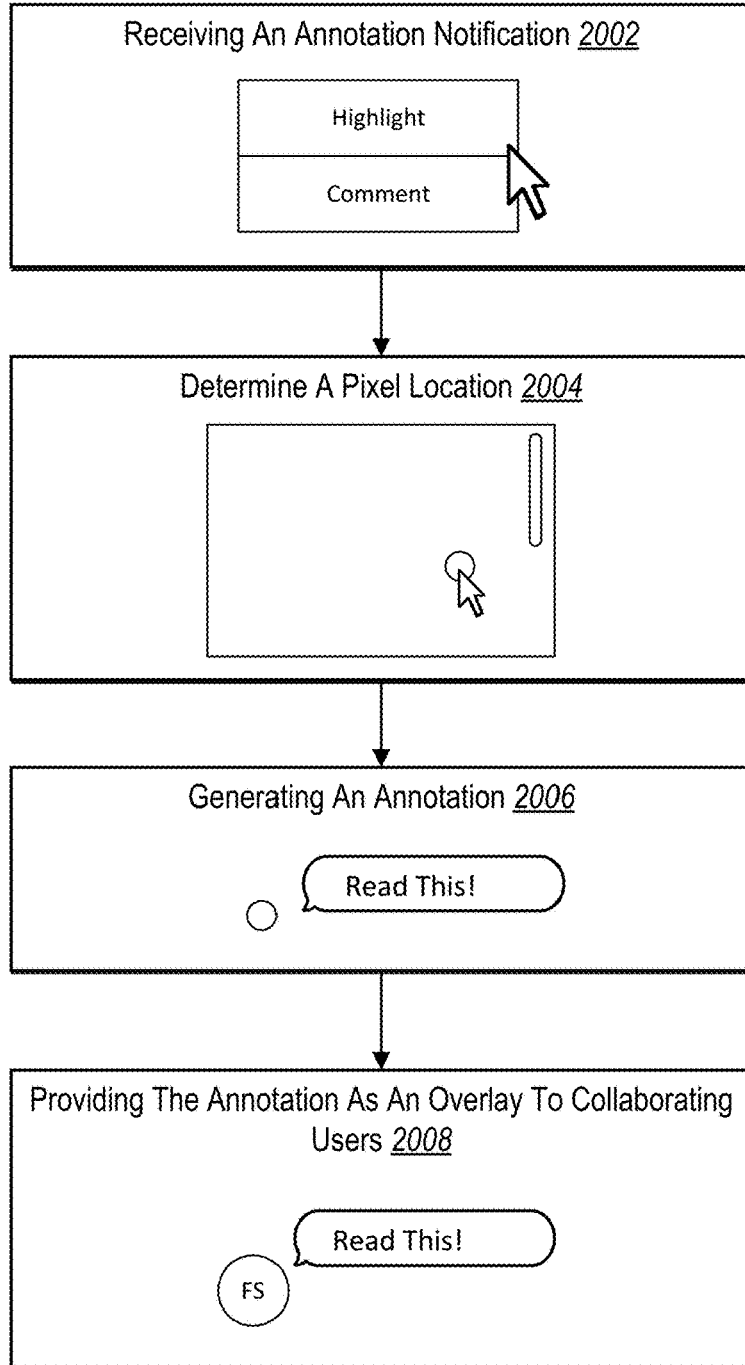 Receiving An Annotation Notification 2002
Highlight
Comment
Determine A Pixel Location 2004
Generating An Annotation 2006
Read This!
Providing The Annotation As An Overlay To Collaborating
Users 2008
Read This!
FS